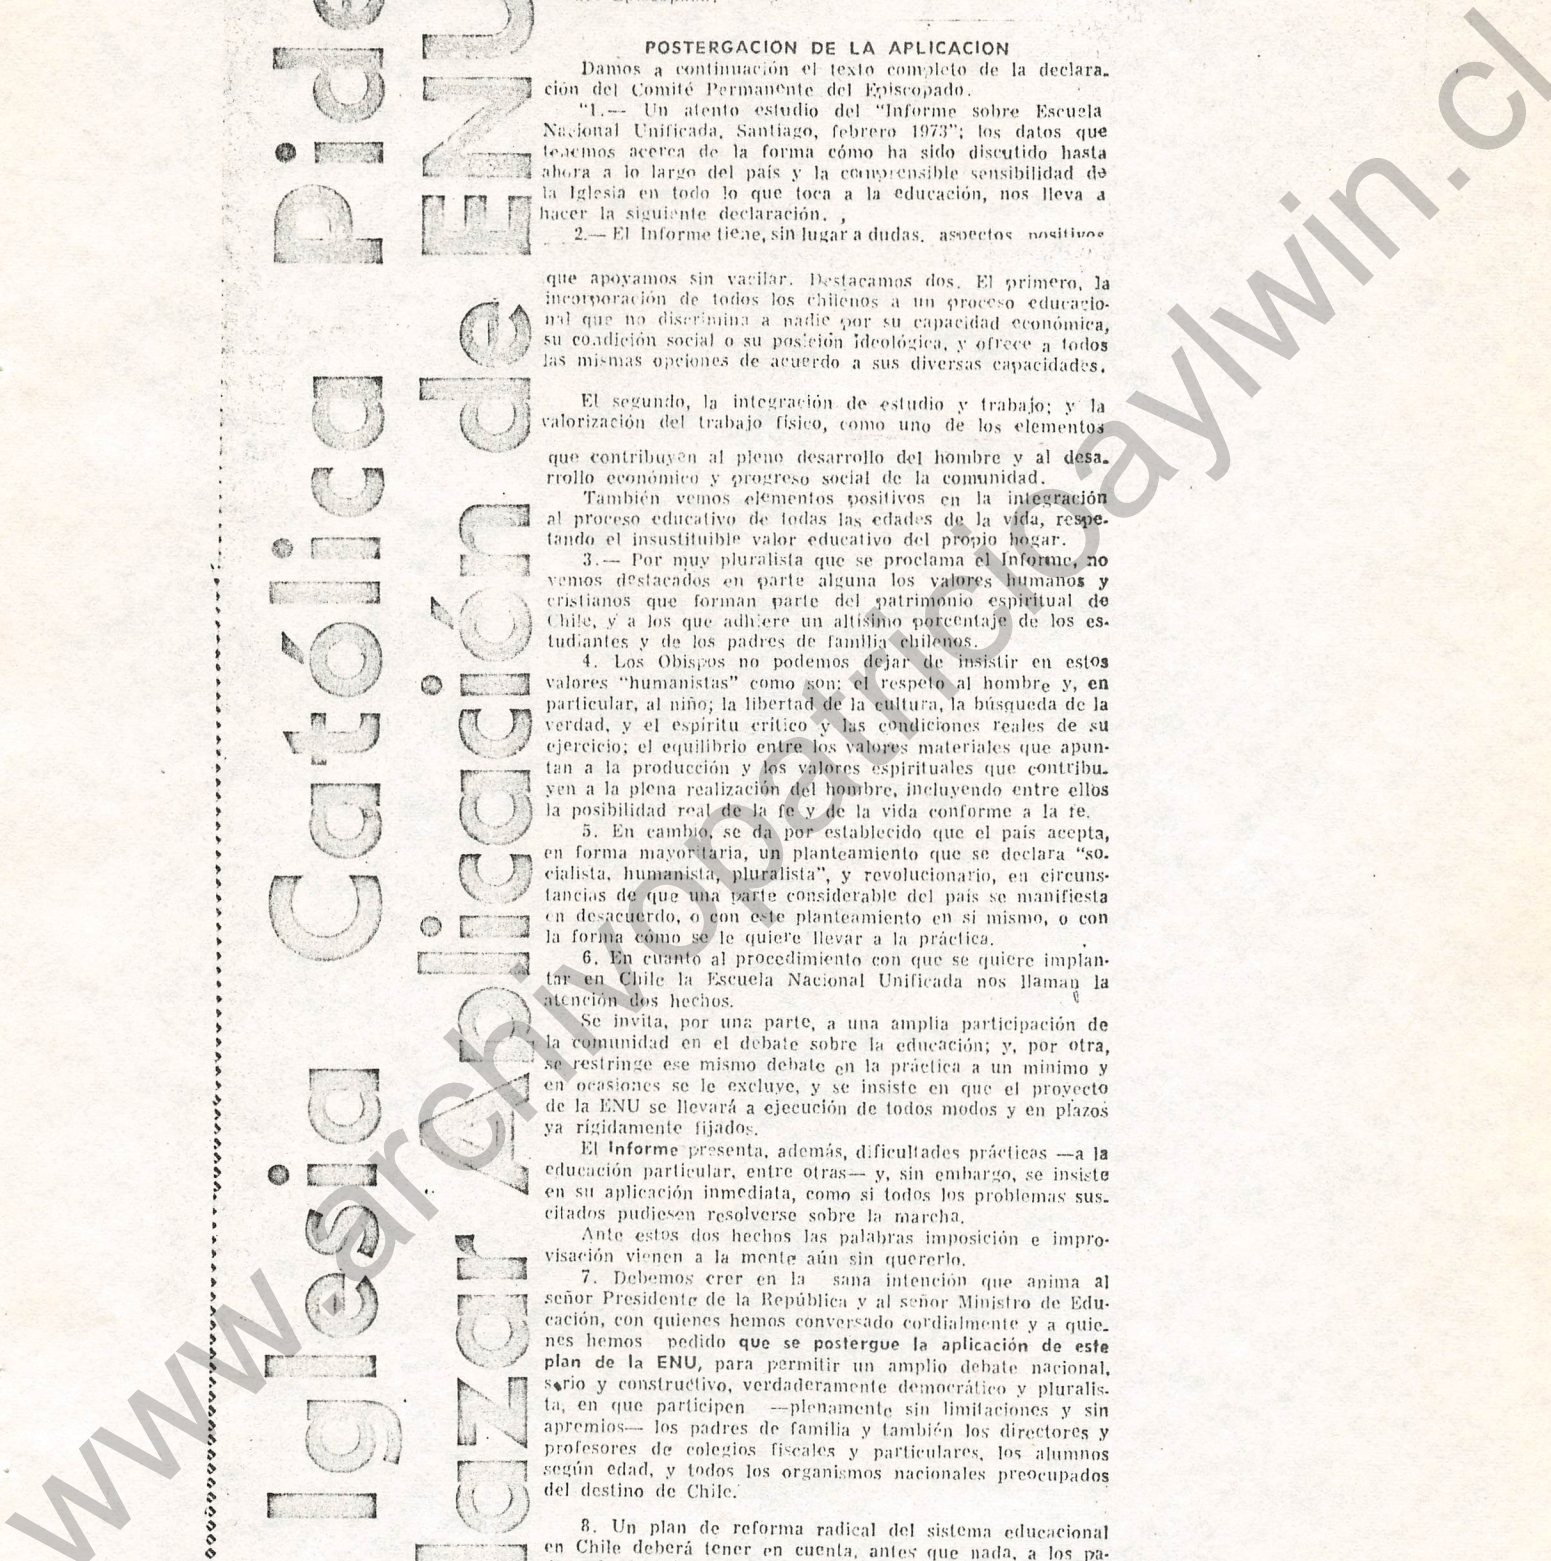 Iglesia Católica Pide
lazar Aplicación de ENU
POSTERGACION DE LA APLICACION
Damos a continuación el texto completo de la declara-
ción del Comité Permanente del Episcopado.
"1.— Un atento estudio del "Informe sobre Escuela
Nacional Unificada, Santiago, febrero 1973"; los datos que
tenemos acerca de la forma cómo ha sido discutido hasta
ahora a lo largo del país y la comprensible sensibilidad de
la Iglesia en todo lo que toca a la educación, nos lleva a
hacer la siguiente declaración.
2.— El Informe tiene, sin lugar a dudas, aspectos positivos
que apoyamos sin vacilar. Destacamos dos. El primero, la
incorporación de todos los chilenos a un proceso educacio-
nal que no discrimina a nadie por su capacidad económica,
su condición social o su posición ideológica, y ofrece a todos
las mismas opciones de acuerdo a sus diversas capacidades.
El segundo, la integración de estudio y trabajo; y la
valorización del trabajo físico, como uno de los elementos
que contribuyen al pleno desarrollo del hombre y al desa-
rrollo económico y progreso social de la comunidad.
También vemos elementos positivos en la integración
al proceso educativo de todas las edades de la vida, respe-
tando el insustituible valor educativo del propio hogar.
3.— Por muy pluralista que se proclama el Informe, no
vemos destacados en parte alguna los valores humanos y
cristianos que forman parte del patrimonio espiritual de
Chile, y a los que adhiere un altísimo porcentaje de los es-
tudiantes y de los padres de familia chilenos.
4. Los Obispos no podemos dejar de insistir en estos
valores "humanistas" como son: el respeto al hombre y, en
particular, al niño; la libertad de la cultura, la búsqueda de la
verdad, y el espíritu crítico y las condiciones reales de su
ejercicio; el equilibrio entre los valores materiales que apun-
tan a la producción y los valores espirituales que contribu-
yen a la plena realización del hombre, incluyendo entre ellos
la posibilidad real de la fe y de la vida conforme a la fe.
5. En cambio, se da por establecido que el país acepta,
en forma mayoritaria, un planteamiento que se declara "so-
cialista, humanista, pluralista", y revolucionario, en circuns-
tancias de que una parte considerable del país se manifiesta
en desacuerdo, o con este planteamiento en sí mismo, o con
la forma cómo se le quiere llevar a la práctica.
6. En cuanto al procedimiento con que se quiere implan-
tar en Chile la Escuela Nacional Unificada nos llaman la
atención dos hechos.
Se invita, por una parte, a una amplia participación de
la comunidad en el debate sobre la educación; y, por otra,
se restringe ese mismo debate en la práctica a un mínimo y
en ocasiones se le excluye, y se insiste en que el proyecto
de la ENU se llevará a ejecución de todos modos y en plazos
ya rígidamente fijados.
El Informe presenta, además, dificultades prácticas —a la
educación particular, entre otras— y, sin embargo, se insiste
en su aplicación inmediata, como si todos los problemas sus-
citados pudiesen resolverse sobre la marcha.
Ante estos dos hechos las palabras imposición e impro-
visación vienen a la mente aún sin quererlo.
7. Debemos creer en la sana intención que anima al
señor Presidente de la República y al señor Ministro de Edu-
cación, con quienes hemos conversado cordialmente y a quie-
nes hemos pedido que se postergue la aplicación de este
plan de la ENU, para permitir un amplio debate nacional,
serio y constructivo, verdaderamente democrático y pluralis-
ta, en que participen —plenamente sin limitaciones y sin
apremios— los padres de familia y también los directores y
profesores de colegios fiscales y particulares, los alumnos
según edad, y todos los organismos nacionales preocupados
del destino de Chile.
8. Un plan de reforma radical del sistema educacional
en Chile deberá tener en cuenta, antes que nada, a los pa-
www.archivopatricioaylwin.cl